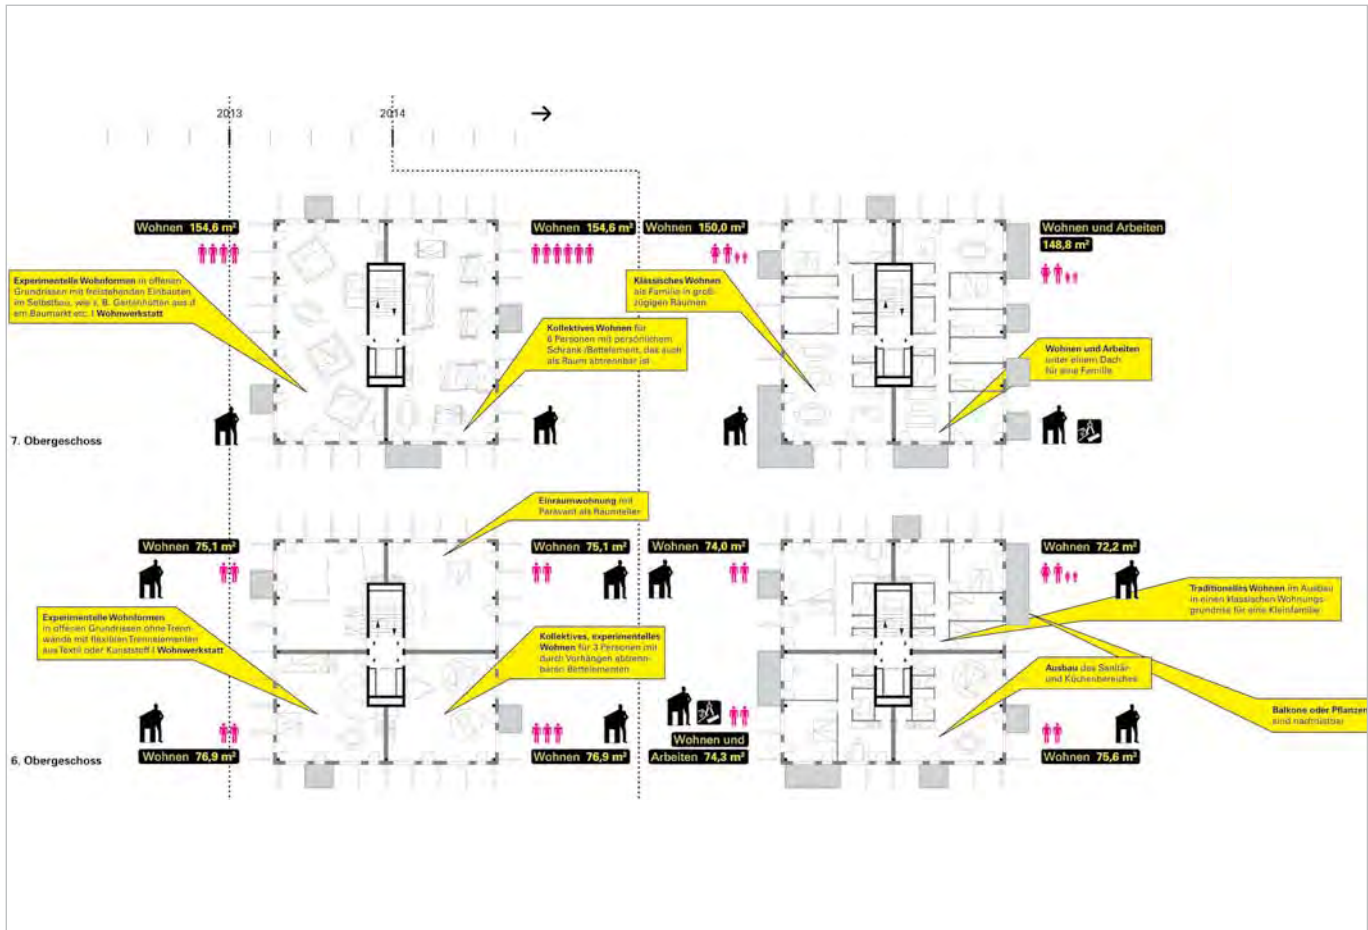 2013
2014
Wohnen 154,6 m²
Wohnen 154,6 m²
Wohnen 150,0 m²
Wohnen und Arbeiten
148,8 m²
Experimentelle Wohnformen in offenen
Grundrissen mit freistehenden Einbauten
im Selbstbau, wie z. B. Gartenhütten aus d
em Baumarkt etc. I Wohnwerkstatt
Klassisches Wohnen
als Familie in groß-
zügigen Räumen
Kollektives Wohnen für
6 Personen mit persönlichem
Schrank-/Bettelement, das auch
als Raum abtrennbar ist
Wohnen und Arbeiten
unter einem Dach
für eine Familie
7. Obergeschoss
Einraumwohnung mit
Paravant als Raumteiler
Wohnen 75,1 m²
Wohnen 75,1 m²
Wohnen 74,0 m²
Wohnen 72,2 m²
Traditionelles Wohnen im Ausbau
in einen klassischen Wohnungs-
grundriss für eine Kleinfamilie
Experimentelle Wohnformen
in offenen Grundrissen ohne Trenn-
wände mit flexiblen Trennelementen
aus Textil oder Kunststoff I Wohnwerkstatt
Kollektives, experimentelles
Wohnen für 3 Personen mit
durch Vorhängen abtrenn-
baren Bettelementen
Ausbau des Sanitär-
und Küchenbereiches
Balkone oder Pflanzen
sind nachrüstbar
Wohnen und
Arbeiten 74,3 m²
6. Obergeschoss
Wohnen 76,9 m²
Wohnen 76,9 m²
Wohnen 75,6 m²